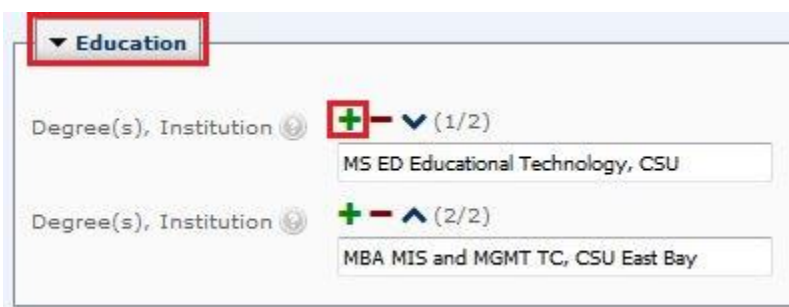 Education
Degree(s), Institution (1/2)
MS ED Educational Technology, CSU
Degree(s), Institution (2/2)
MBA MIS and MGMT TC, CSU East Bay